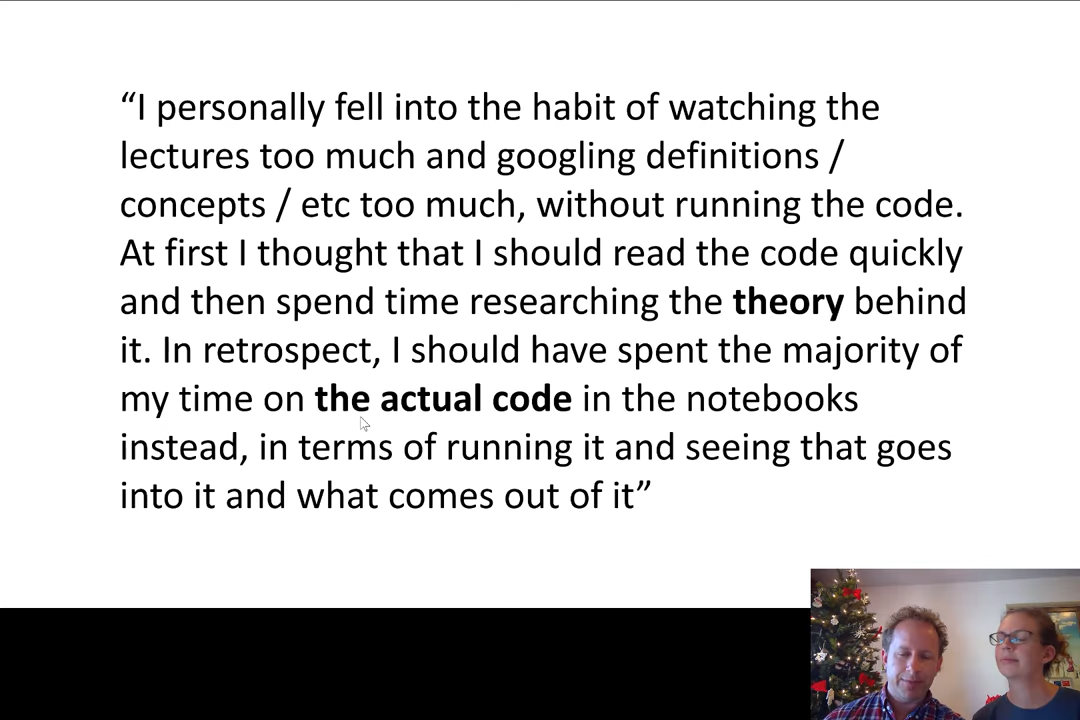 “I personally fell into the habit of watching the
lectures too much and googling definitions /
concepts / etc too much, without running the code.
At first I thought that I should read the code quickly
and then spend time researching the theory behind
it. In retrospect, I should have spent the majority of
my time on the actual code in the notebooks
instead, in terms of running it and seeing that goes
into it and what comes out of it”